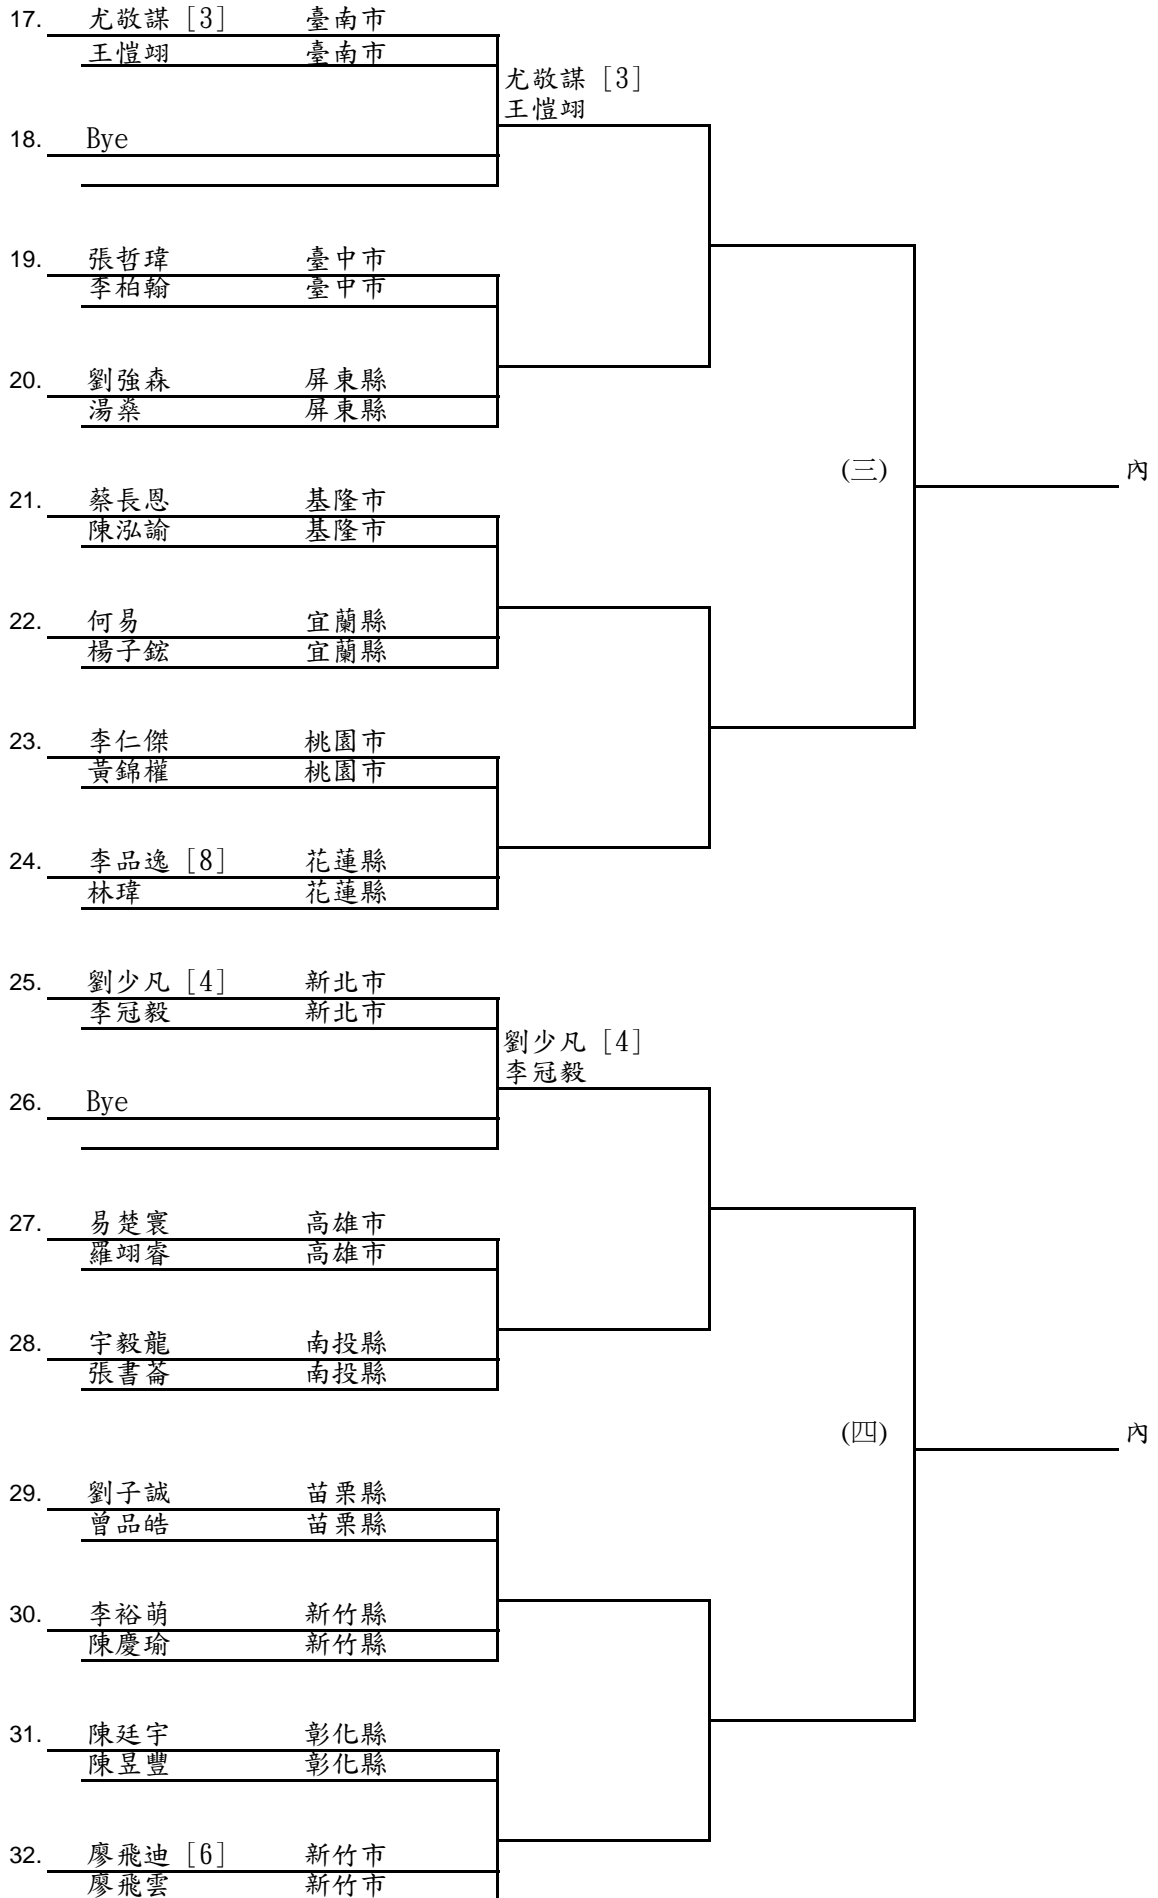 17. 尤敬謀 [3] 臺南市
王愷翊 臺南市
尤敬謀 [3]
王愷翊
18. Bye
19. 張哲瑋 臺中市
李柏翰 臺中市
20. 劉強森 屏東縣
湯燊 屏東縣
(三) 內
21. 蔡長恩 基隆市
陳泓諭 基隆市
22. 何易 宜蘭縣
楊子鋐 宜蘭縣
23. 李仁傑 桃園市
黃錦權 桃園市
24. 李品逸 [8] 花蓮縣
林瑋 花蓮縣
25. 劉少凡 [4] 新北市
李冠毅 新北市
劉少凡 [4]
李冠毅
26. Bye
27. 易楚寰 高雄市
羅翊睿 高雄市
28. 宇毅龍 南投縣
張書菕 南投縣
(四) 內
29. 劉子誠 苗栗縣
曾品皓 苗栗縣
30. 李裕萌 新竹縣
陳慶瑜 新竹縣
31. 陳廷宇 彰化縣
陳昱豐 彰化縣
32. 廖飛迪 [6] 新竹市
廖飛雲 新竹市